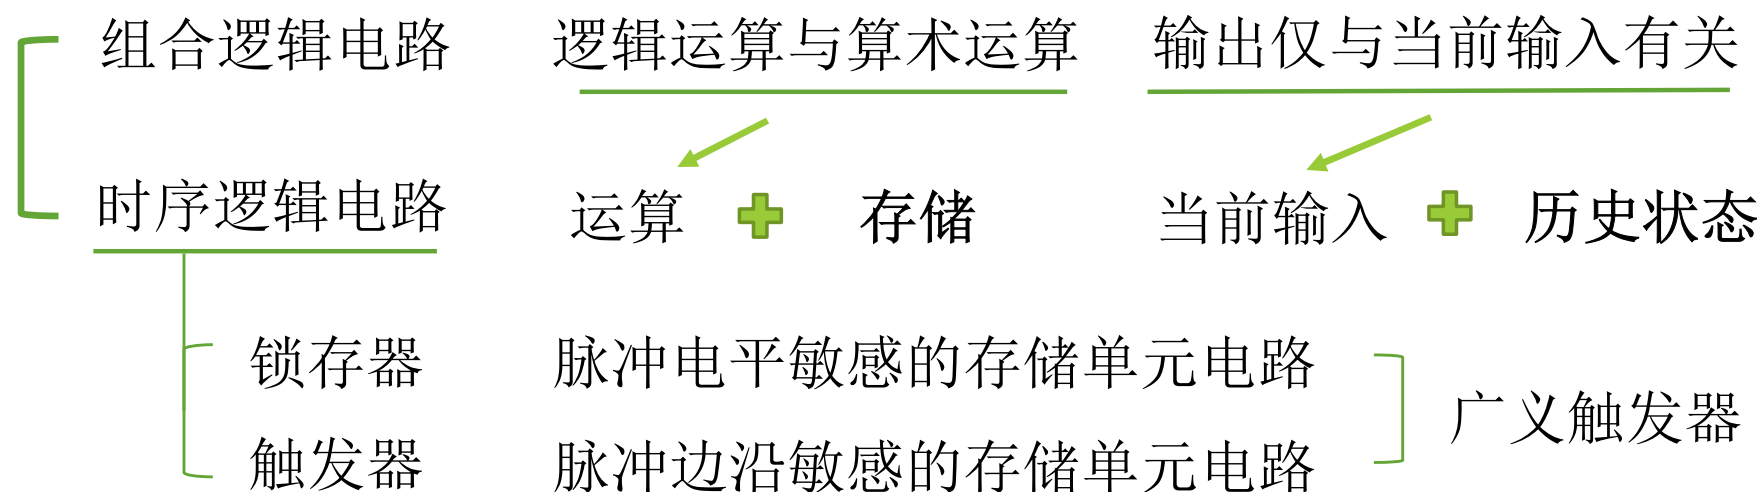 组合逻辑电路 逻辑运算与算术运算 输出仅与当前输入有关
时序逻辑电路 运算 存储 当前输入 历史状态
锁存器 脉冲电平敏感的存储单元电路
广义触发器
触发器 脉冲边沿敏感的存储单元电路